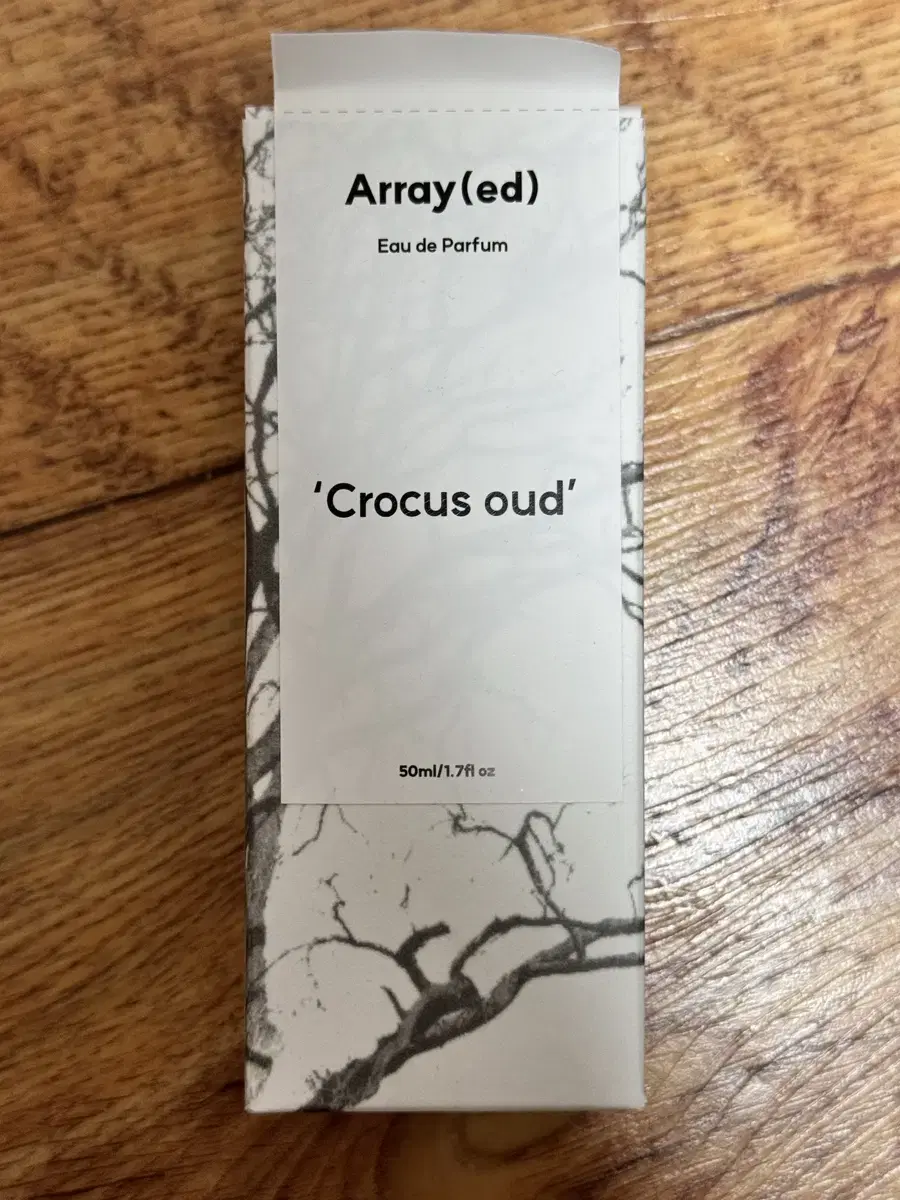 Array(ed)
Eau de Parfum
‘Crocus oud’
50ml/1.7fl oz